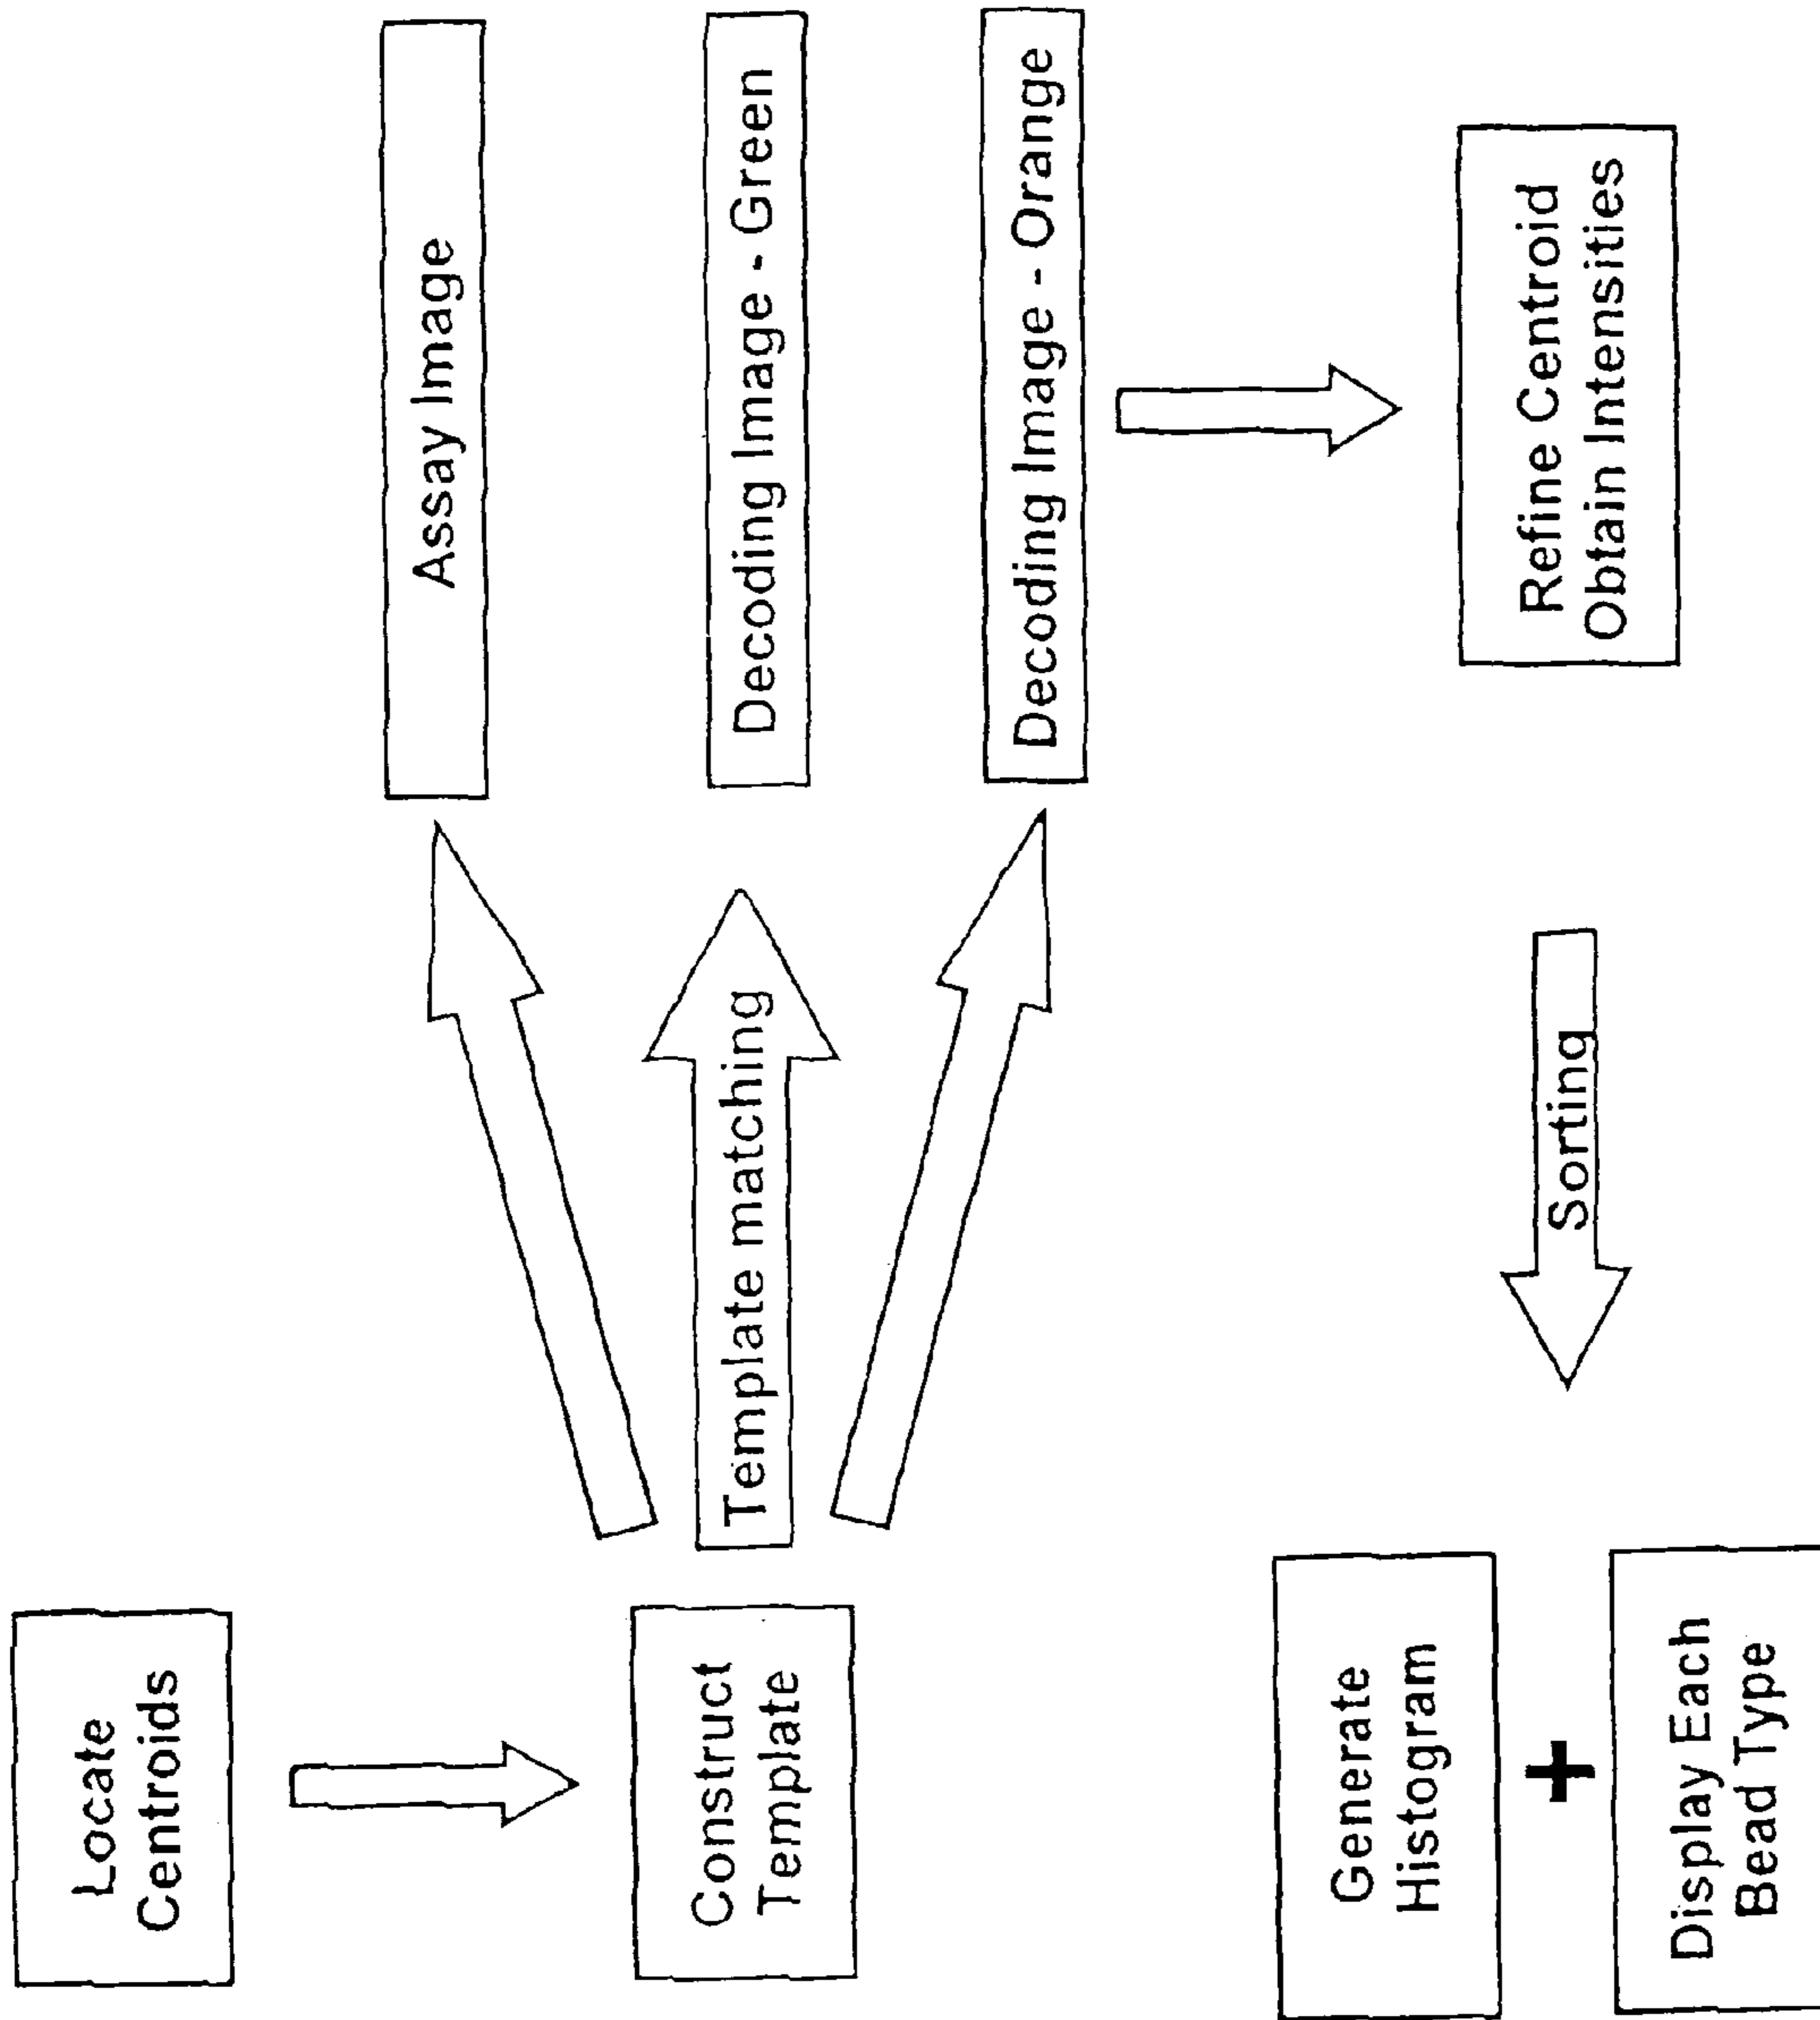 Locate
Centroids
Construct
Template
Template matching
Assay Image
Decoding Image - Green
Decoding Image - Orange
Refine Centroid
Obtain Intensities
Sorting
Generate
Histogram
+
Display Each
Bead Type